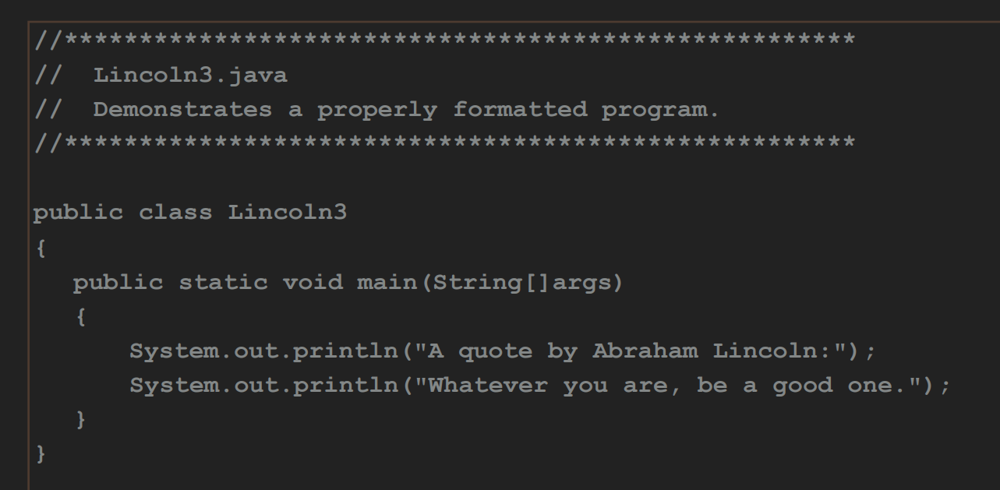 //*****************************************************
//  Lincoln3.java
//  Demonstrates a properly formatted program.
//*****************************************************
public class Lincoln3
{
public static void main(String[]args)
{
System.out.println("A quote by Abraham Lincoln:");
System.out.println("Whatever you are, be a good one.");
}
}